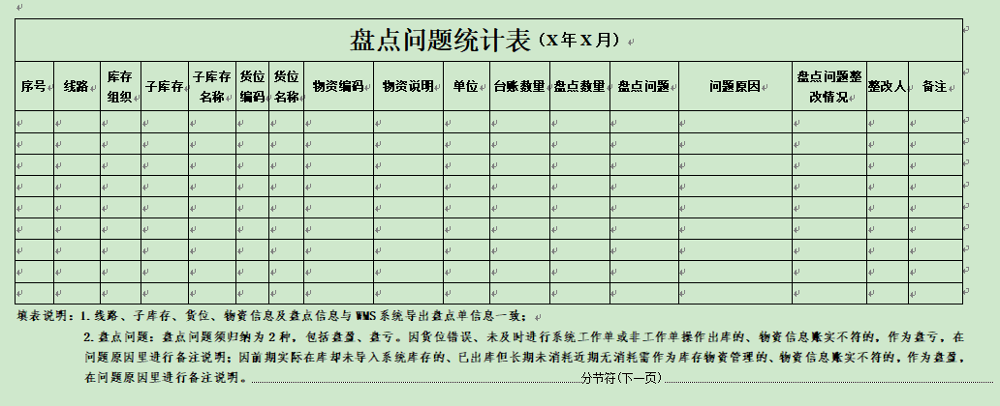 盘点问题统计表(X年X月)
序号 线路 库存组织 子库存 子库存名称 货位编码 货位名称 物资编码 物资说明 单位 台账数量 盘点数量 盘点问题 问题原因 盘点问题整改情况 整改人 备注
填表说明：1.线路、子库存、货位、物资信息及盘点信息与WMS系统导出盘点单信息一致；
2.盘点问题：盘点问题须归纳为2种，包括盘盈、盘亏。因货位错误、未及时进行系统工作单或非工作单操作出库的、物资信息账实不符的，作为盘亏，在
问题原因里进行备注说明；因前期实际在库却未导入系统库存的、已出库但长期未消耗近期无消耗需作为库存物资管理的、物资信息账实不符的，作为盘盈，
在问题原因里进行备注说明。
分节符(下一页)